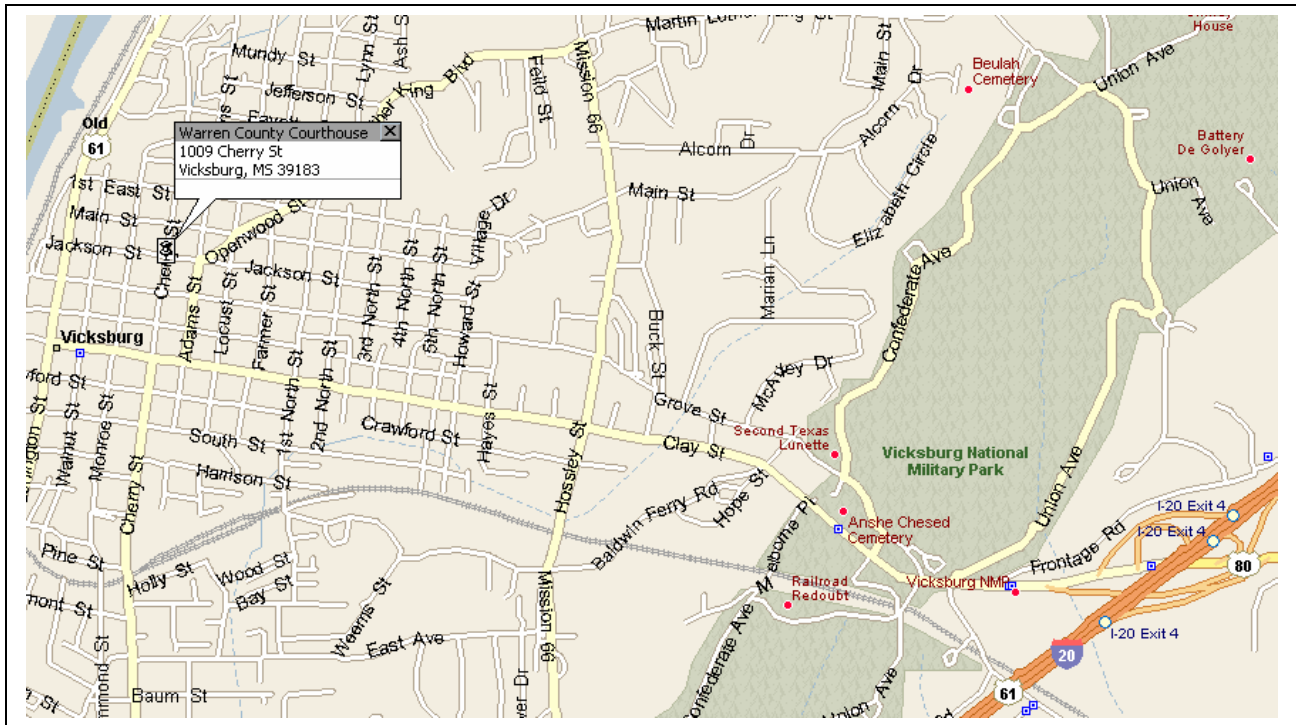 Martin Luther King St
House
Union Ave
Mundy St
Lynn St
Ash St
Jefferson St
King Blvd
Feild St
Mission 66
Main St
Beulah
Cemetery
Alcorn Dr
Old
61
Warren County Courthouse
1009 Cherry St
Vicksburg, MS 39183
Alcorn Dr
Battery
De Golyer
Union Ave
1st East St
Main St
Main St
Elizabeth Circle
Jackson St
Cherry St
Openwood St
Village Dr
Jackson St
Marian Ln
Confederate Ave
Adams St
Locust St
Farmer St
3rd North St
4th North St
5th North St
Howard St
Buck St
Vicksburg
1st North St
2nd North St
McAvey Dr
Grove St
Walnut St
Monroe St
South St
Crawford St
Hayes St
Hossley St
Clay St
Second Texas
Lunette
Vicksburg National
Military Park
Harrison St
Cherry St
Baldwin Ferry Rd
Hope St
Melborne Pl
Anshe Chesed
Cemetery
Union Ave
I-20 Exit 4
I-20 Exit 4
Frontage Rd
80
Pine St
Holly St
Wood St
Bay St
Weems St
Mission 66
Railroad
Redoubt
Vicksburg NMP
I-20 Exit 4
East Ave
Confederate Ave
20
61
Baum St
Union Ave